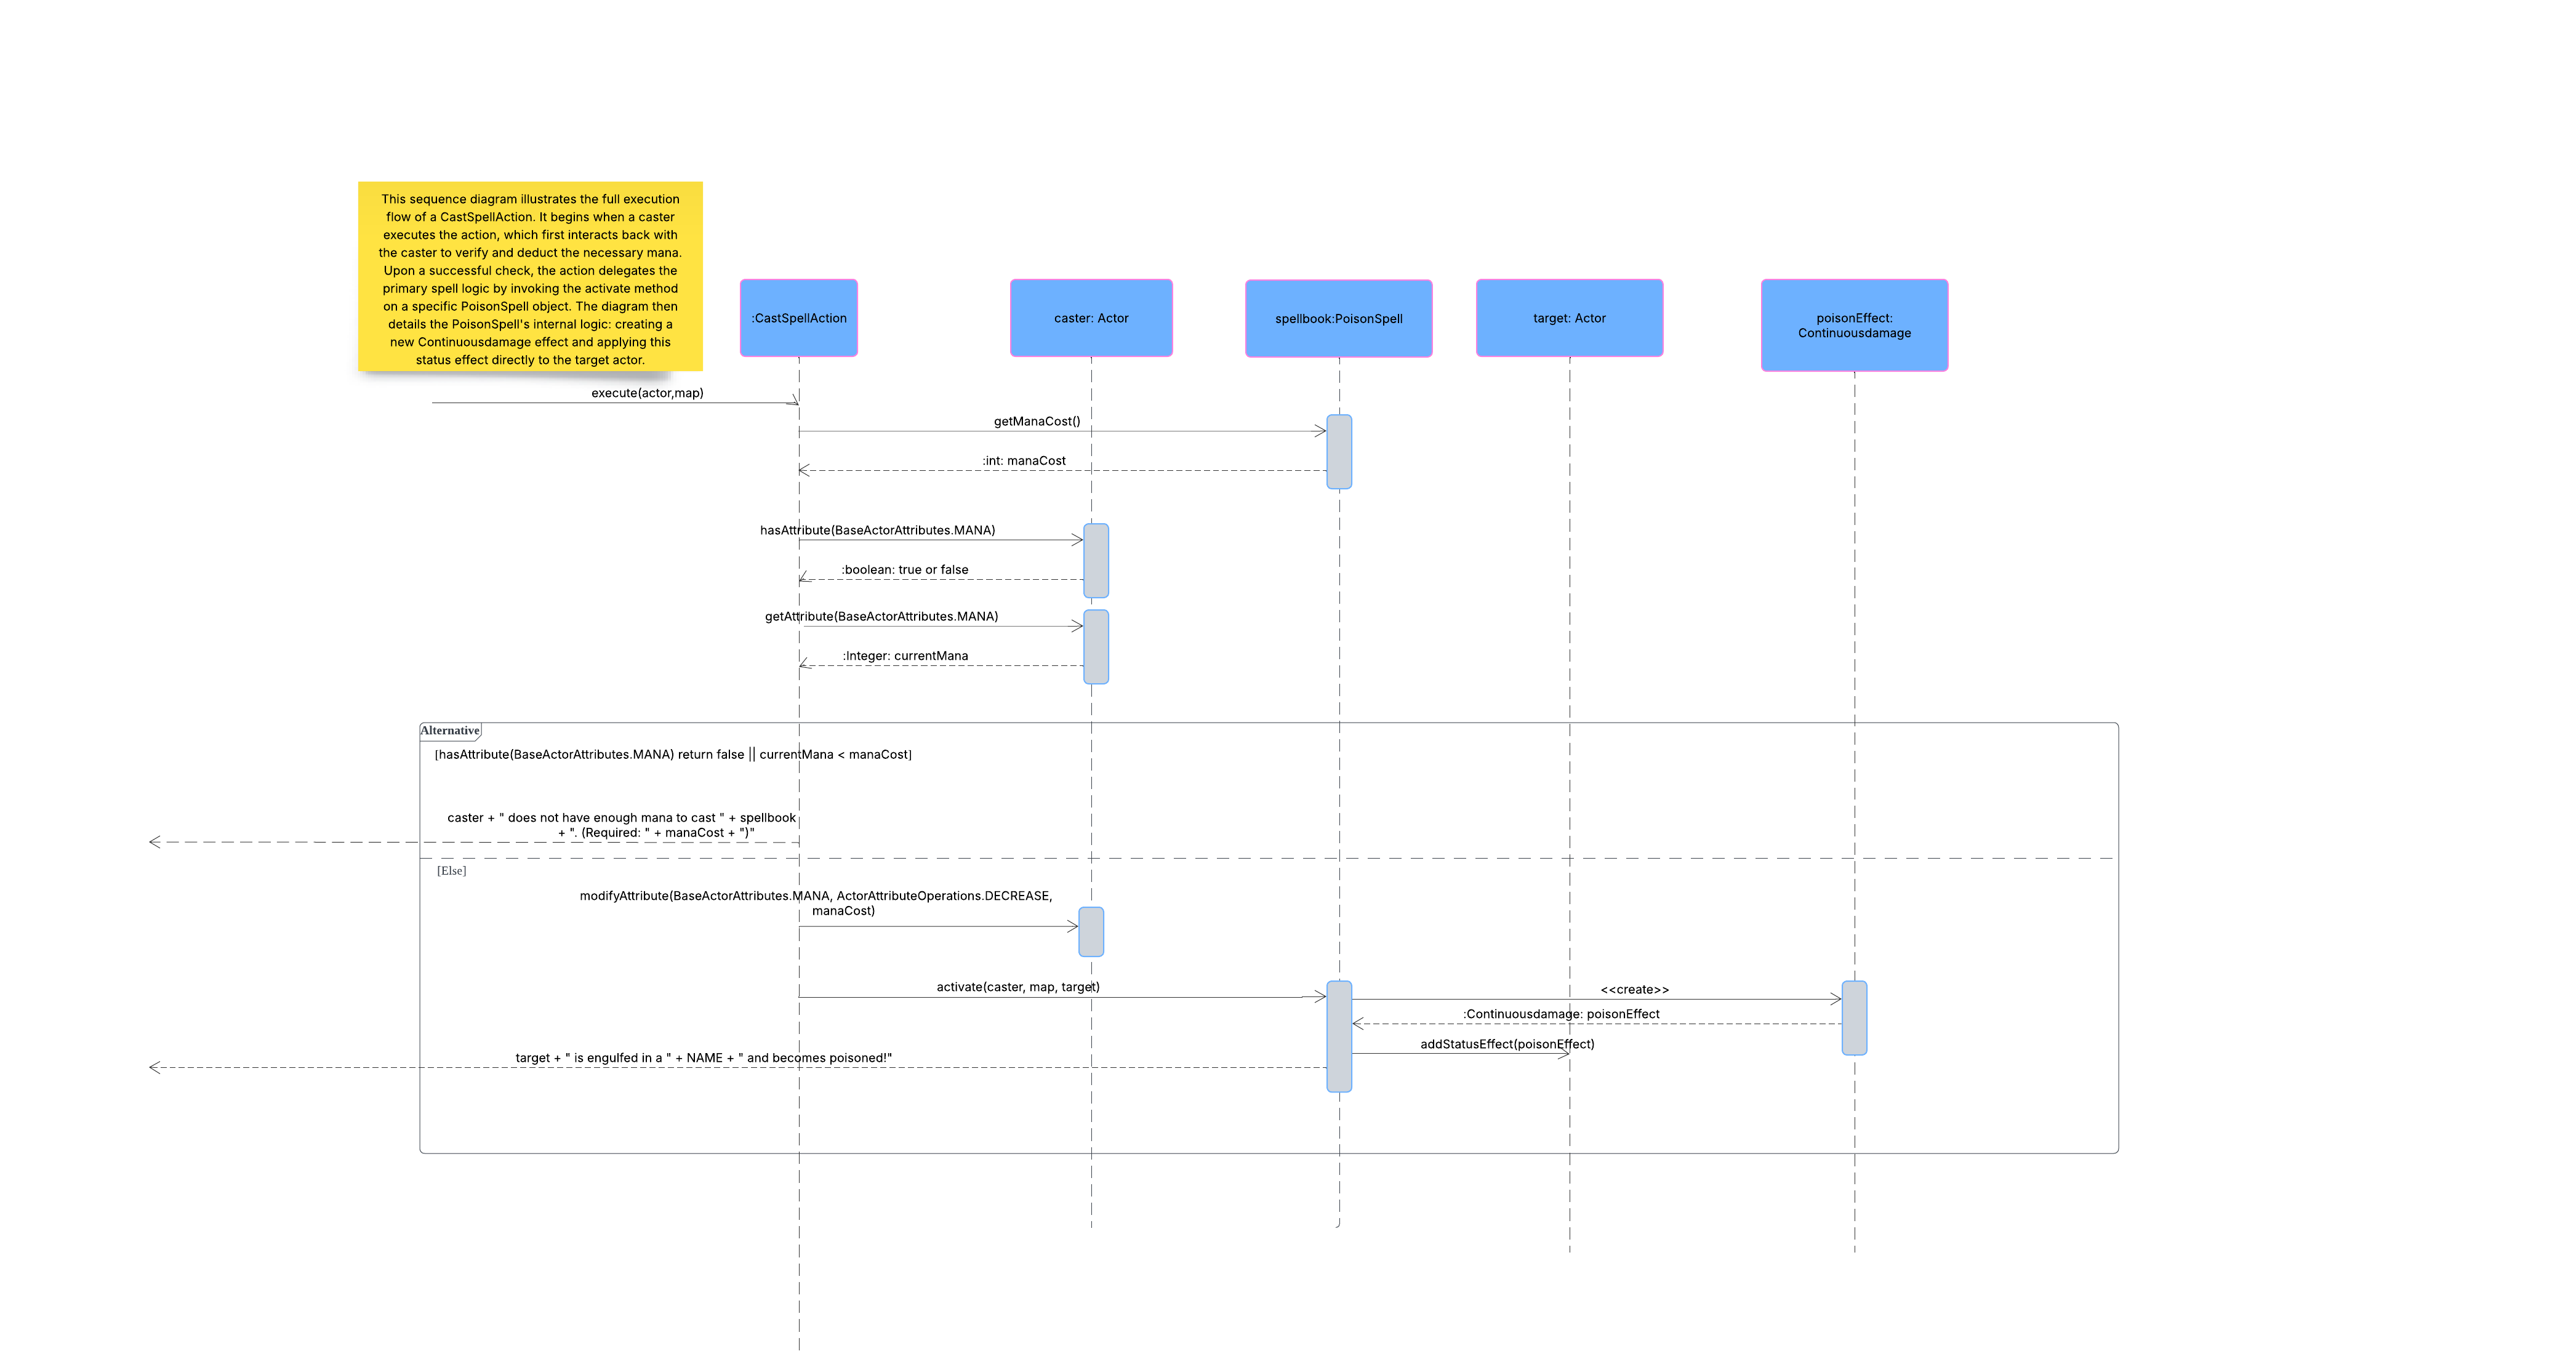 This sequence diagram illustrates the full execution
flow of a CastSpellAction. It begins when a caster
executes the action, which first interacts back with
the caster to verify and deduct the necessary mana.
Upon a successful check, the action delegates the
primary spell logic by invoking the activate method
on a specific PoisonSpell object. The diagram then
details the PoisonSpell's internal logic: creating a
new Continuousdamage effect and applying this
status effect directly to the target actor.
:CastSpellAction
caster: Actor
spellbook:PoisonSpell
target: Actor
poisonEffect:
Continuousdamage
execute(actor,map)
getManaCost()
:int: manaCost
hasAttribute(BaseActorAttributes.MANA)
:boolean: true or false
getAttribute(BaseActorAttributes.MANA)
:Integer: currentMana
Alternative
[hasAttribute(BaseActorAttributes.MANA) return false || currentMana < manaCost]
caster + " does not have enough mana to cast " + spellbook
+ ". (Required: " + manaCost + ")"
[Else]
modifyAttribute(BaseActorAttributes.MANA, ActorAttributeOperations.DECREASE,
manaCost)
activate(caster, map, target)
<<create>>
:Continuousdamage: poisonEffect
addStatusEffect(poisonEffect)
target + " is engulfed in a " + NAME + " and becomes poisoned!"